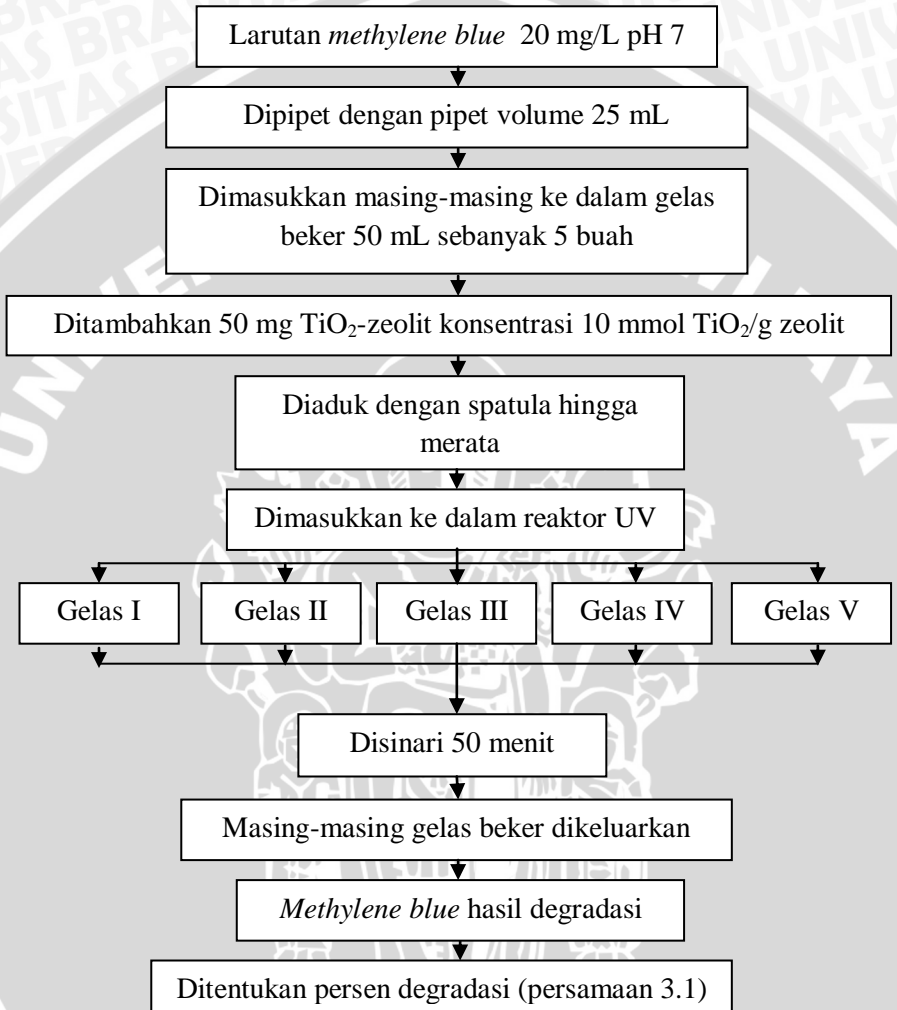 Larutan methylene blue 20 mg/L pH 7
Dipipet dengan pipet volume 25 mL
Dimasukkan masing-masing ke dalam gelas
beker 50 mL sebanyak 5 buah
Ditambahkan 50 mg TiO₂-zeolit konsentrasi 10 mmol TiO₂/g zeolit
Diaduk dengan spatula hingga
merata
Dimasukkan ke dalam reaktor UV
Gelas I
Gelas II
Gelas III
Gelas IV
Gelas V
Disinari 50 menit
Masing-masing gelas beker dikeluarkan
Methylene blue hasil degradasi
Ditentukan persen degradasi (persamaan 3.1)